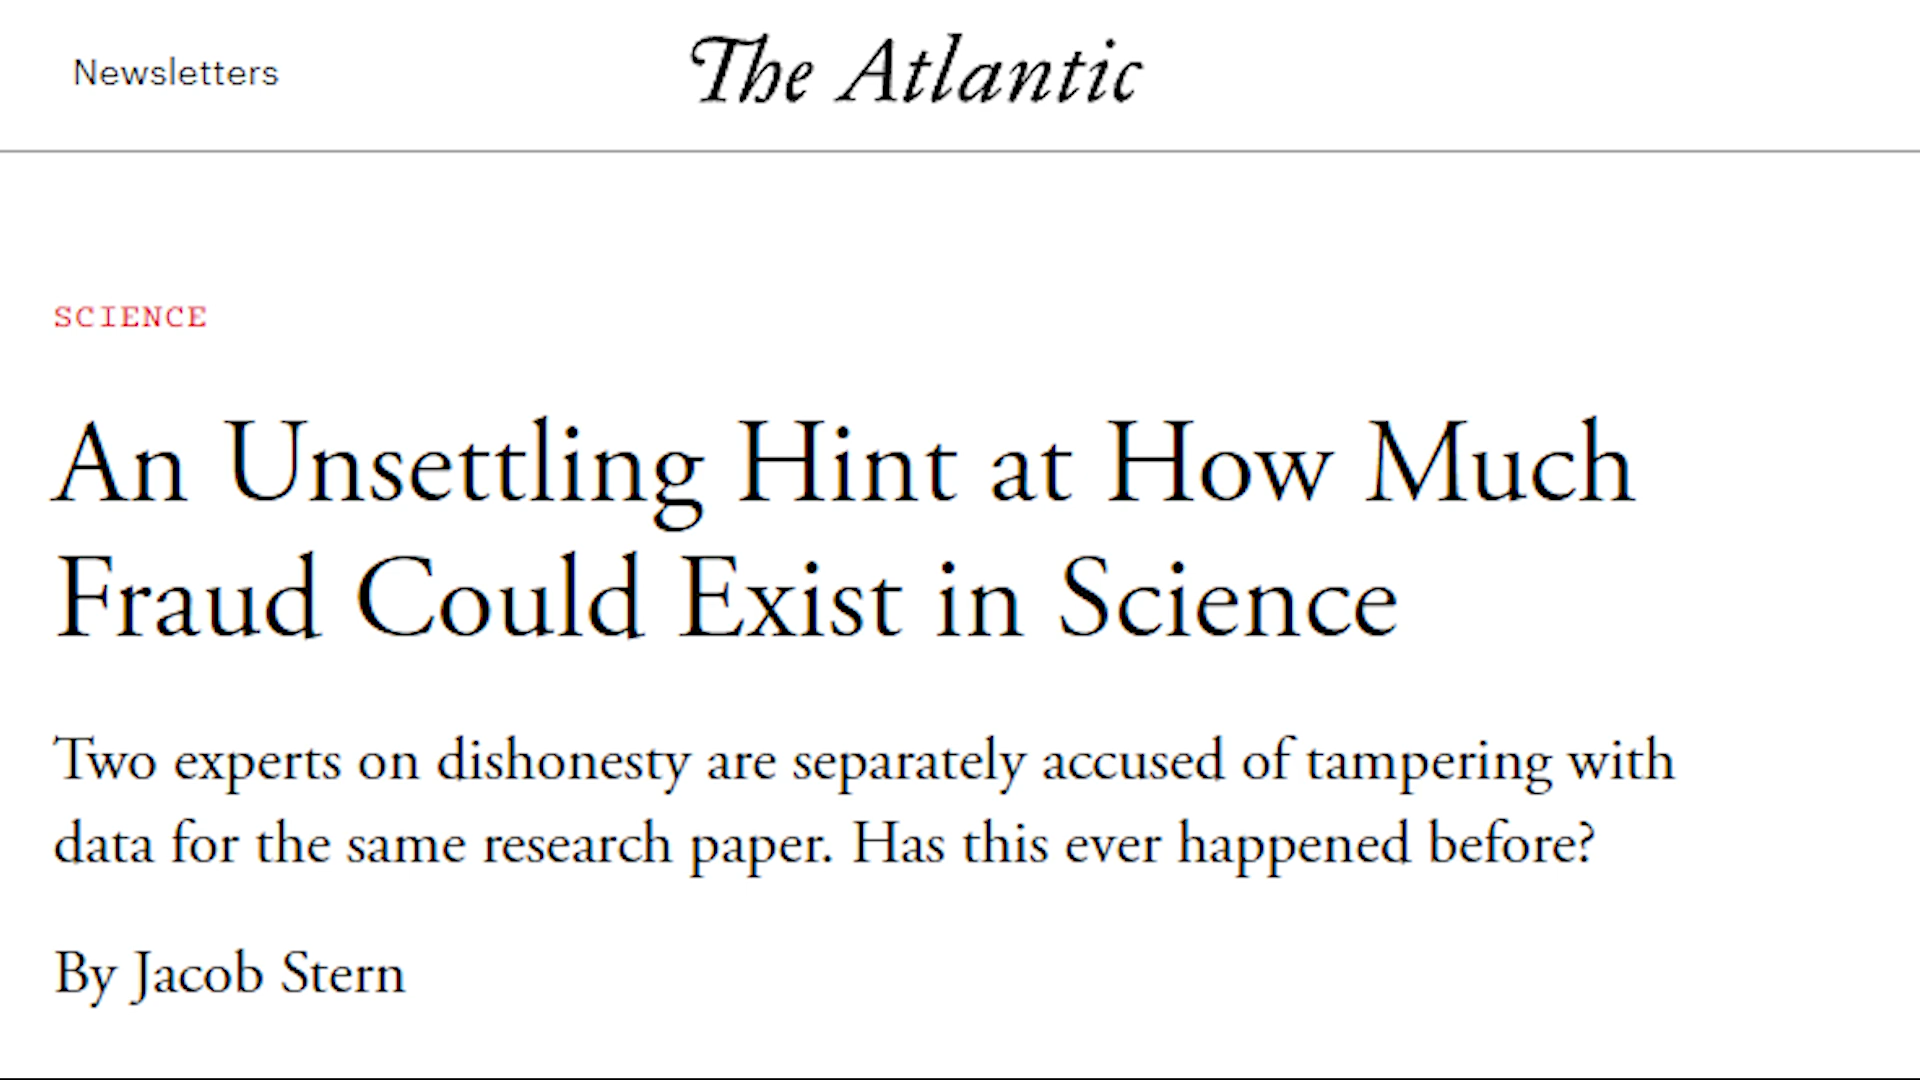 Newsletters
The Atlantic
SCIENCE
An Unsettling Hint at How Much
Fraud Could Exist in Science
Two experts on dishonesty are separately accused of tampering with
data for the same research paper. Has this ever happened before?
By Jacob Stern